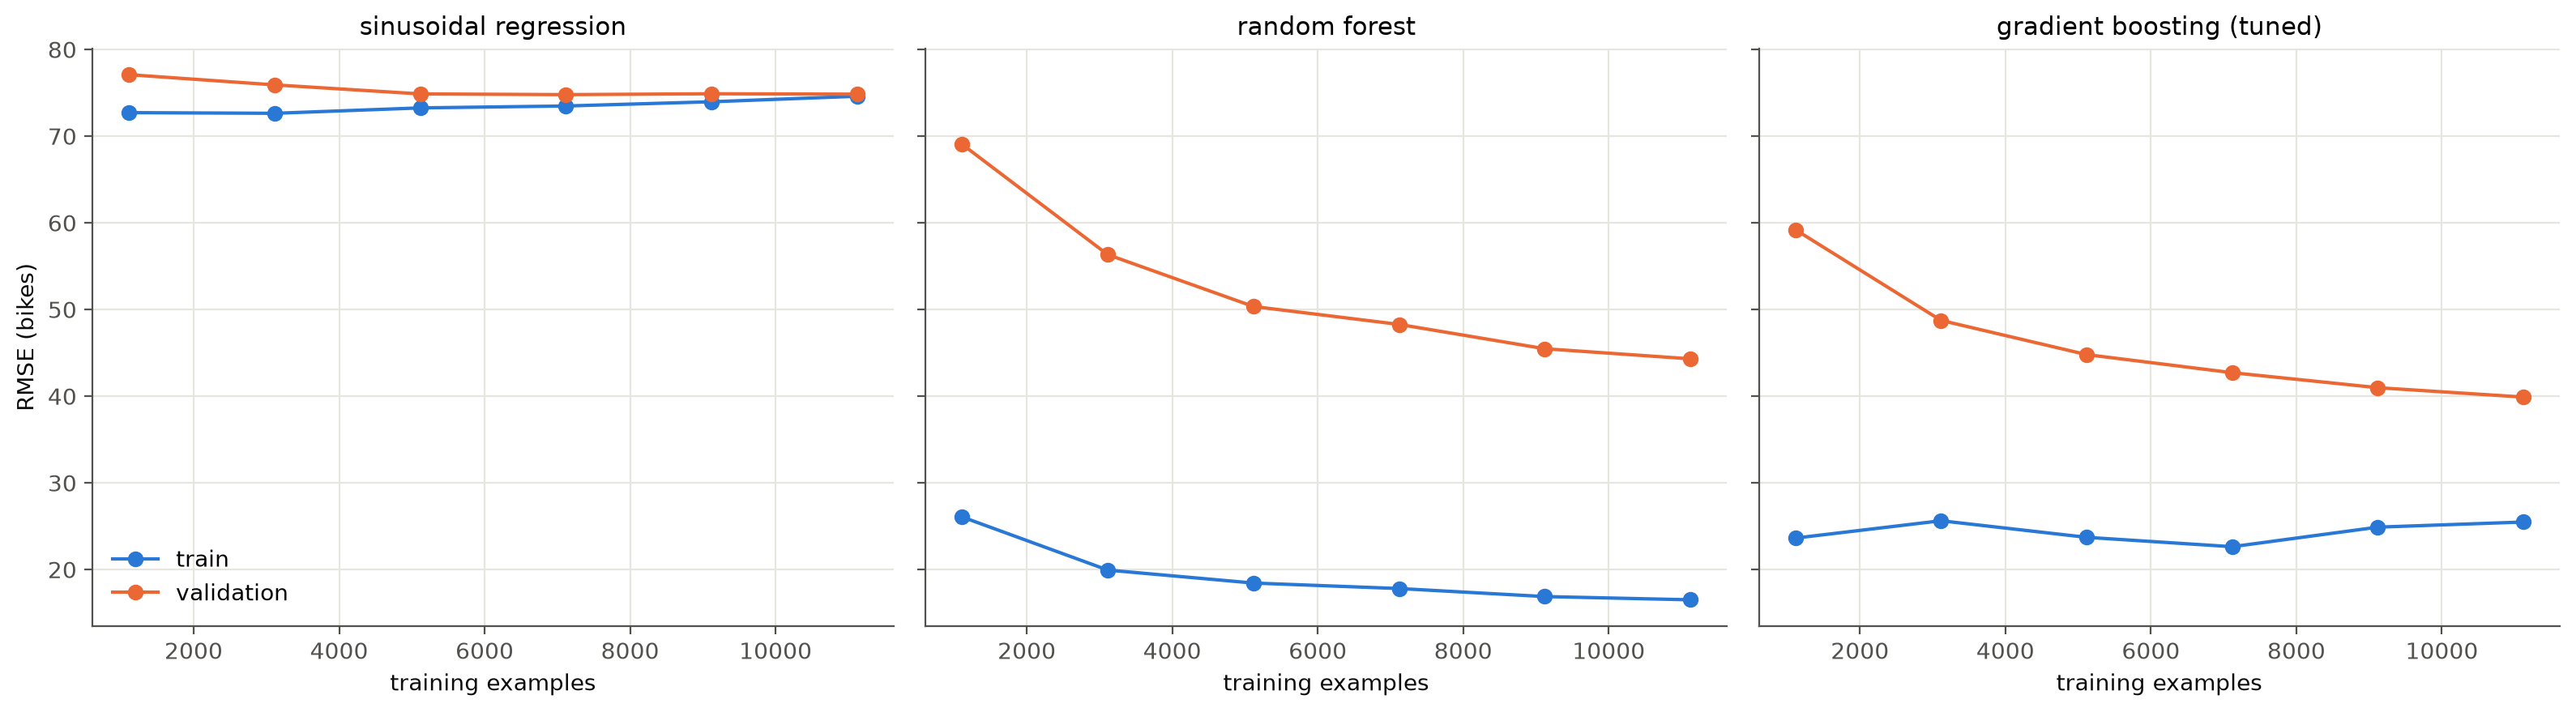 sinusoidal regression
random forest
gradient boosting (tuned)
RMSE (bikes)
80
70
60
50
40
30
20
train
validation
2000 4000 6000 8000 10000
2000 4000 6000 8000 10000
2000 4000 6000 8000 10000
training examples
training examples
training examples